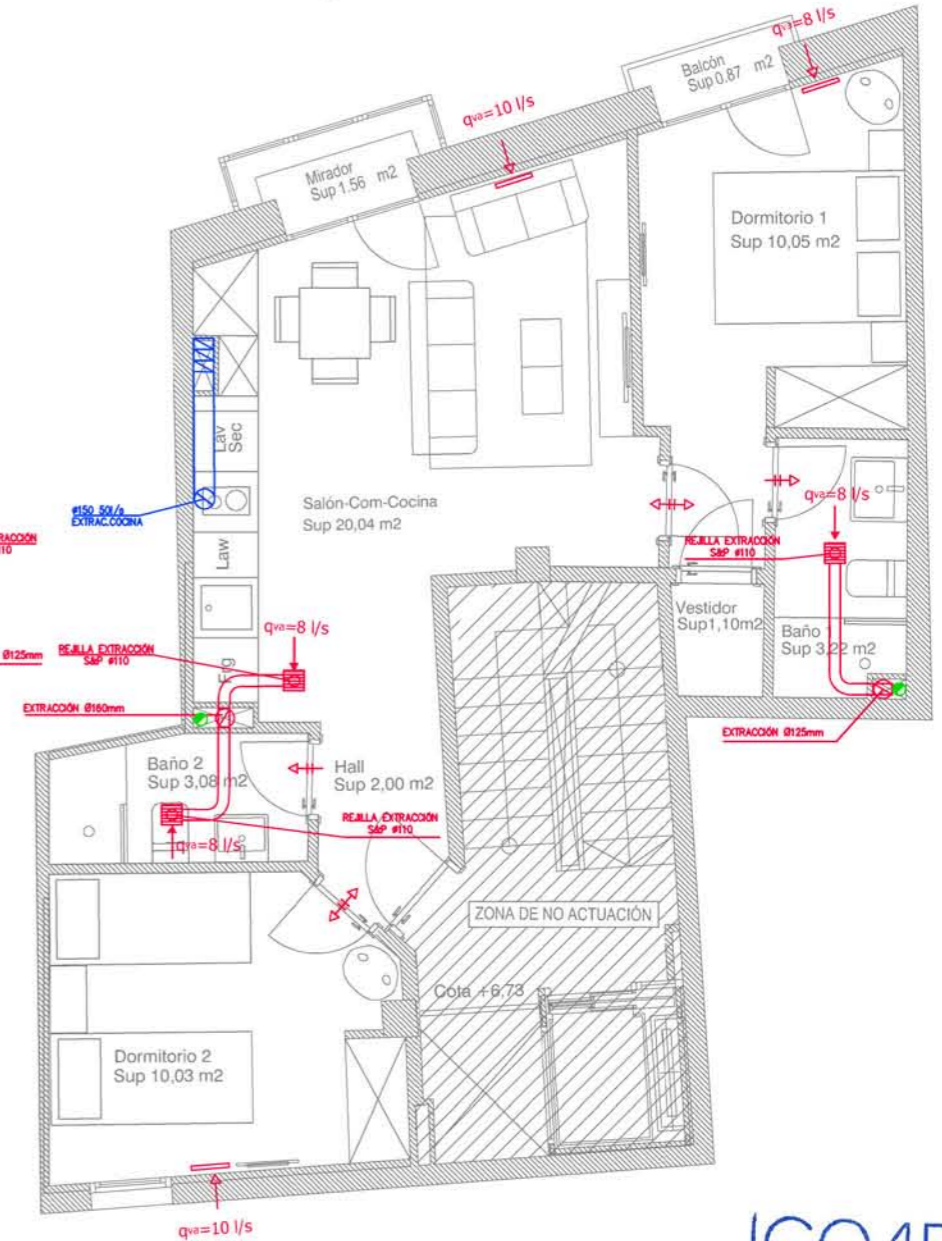 qva=8 l/s
Balcón
Sup 0.87 m2
qva=10 l/s
Mirador
Sup 1.56 m2
Dormitorio 1
Sup 10,05 m2
Lav
Sec
Salón-Com-Cocina
Sup 20,04 m2
ø150 50l/s
EXTRAC.COCINA
Law
qva=8 l/s
REJILLA EXTRACCIÓN
S&P ø110
Vestidor
Sup1,10m2
Baño 1
Sup 3,22 m2
qva=8 l/s
Ø125mm
REJILLA EXTRACCIÓN
S&P ø110
Frg
EXTRACCIÓN Ø160mm
EXTRACCIÓN Ø125mm
Baño 2
Sup 3,08 m2
Hall
Sup 2,00 m2
REJILLA EXTRACCIÓN
S&P ø110
qva=8 l/s
ZONA DE NO ACTUACIÓN
Cota +6,73
Dormitorio 2
Sup 10,03 m2
qva=10 l/s